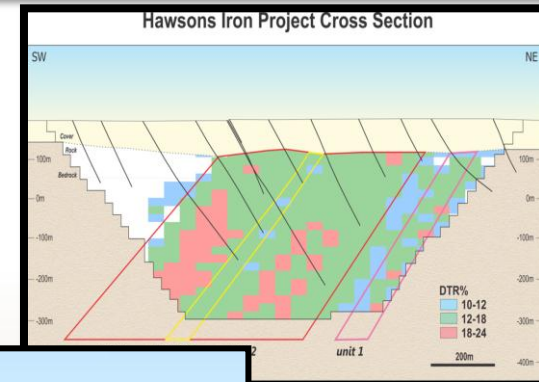 Hawsons Iron Project Cross Section
SW
NE
Cover
Rock
Bedrock
100m
100m
0m
0m
-100m
-100m
-200m
-200m
-300m
-300m
-400m
DTR%
10-12
12-18
18-24
2
unit 1
200m